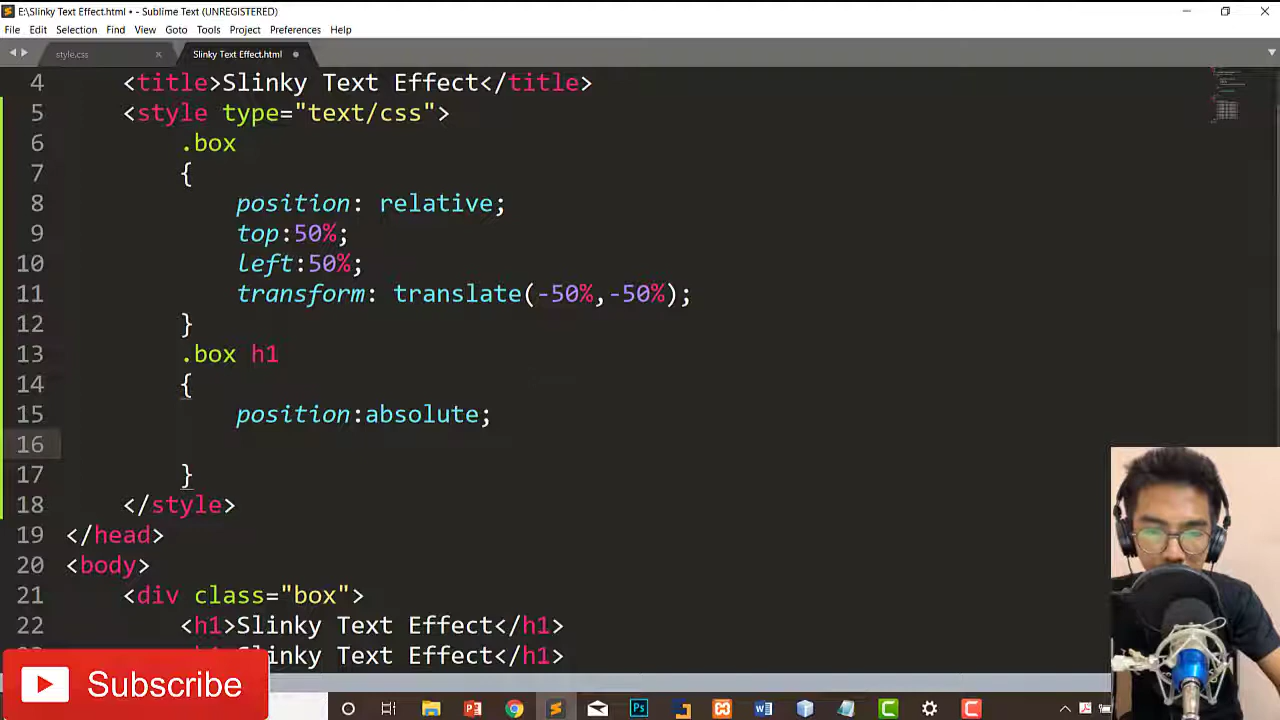 E:\Slinky Text Effect.html • - Sublime Text (UNREGISTERED)
File Edit Selection Find View Goto Tools Project Preferences Help
style.css Slinky Text Effect.html
4 <title>Slinky Text Effect</title>
5 <style type="text/css">
6 .box
7 {
8 position: relative;
9 top:50%;
10 left:50%;
11 transform: translate(-50%,-50%);
12 }
13 .box h1
14 {
15 position:absolute;
16
17 }
18 </style>
19 </head>
20 <body>
21 <div class="box">
22 <h1>Slinky Text Effect</h1>
Slinky Text Effect</h1>
Subscribe